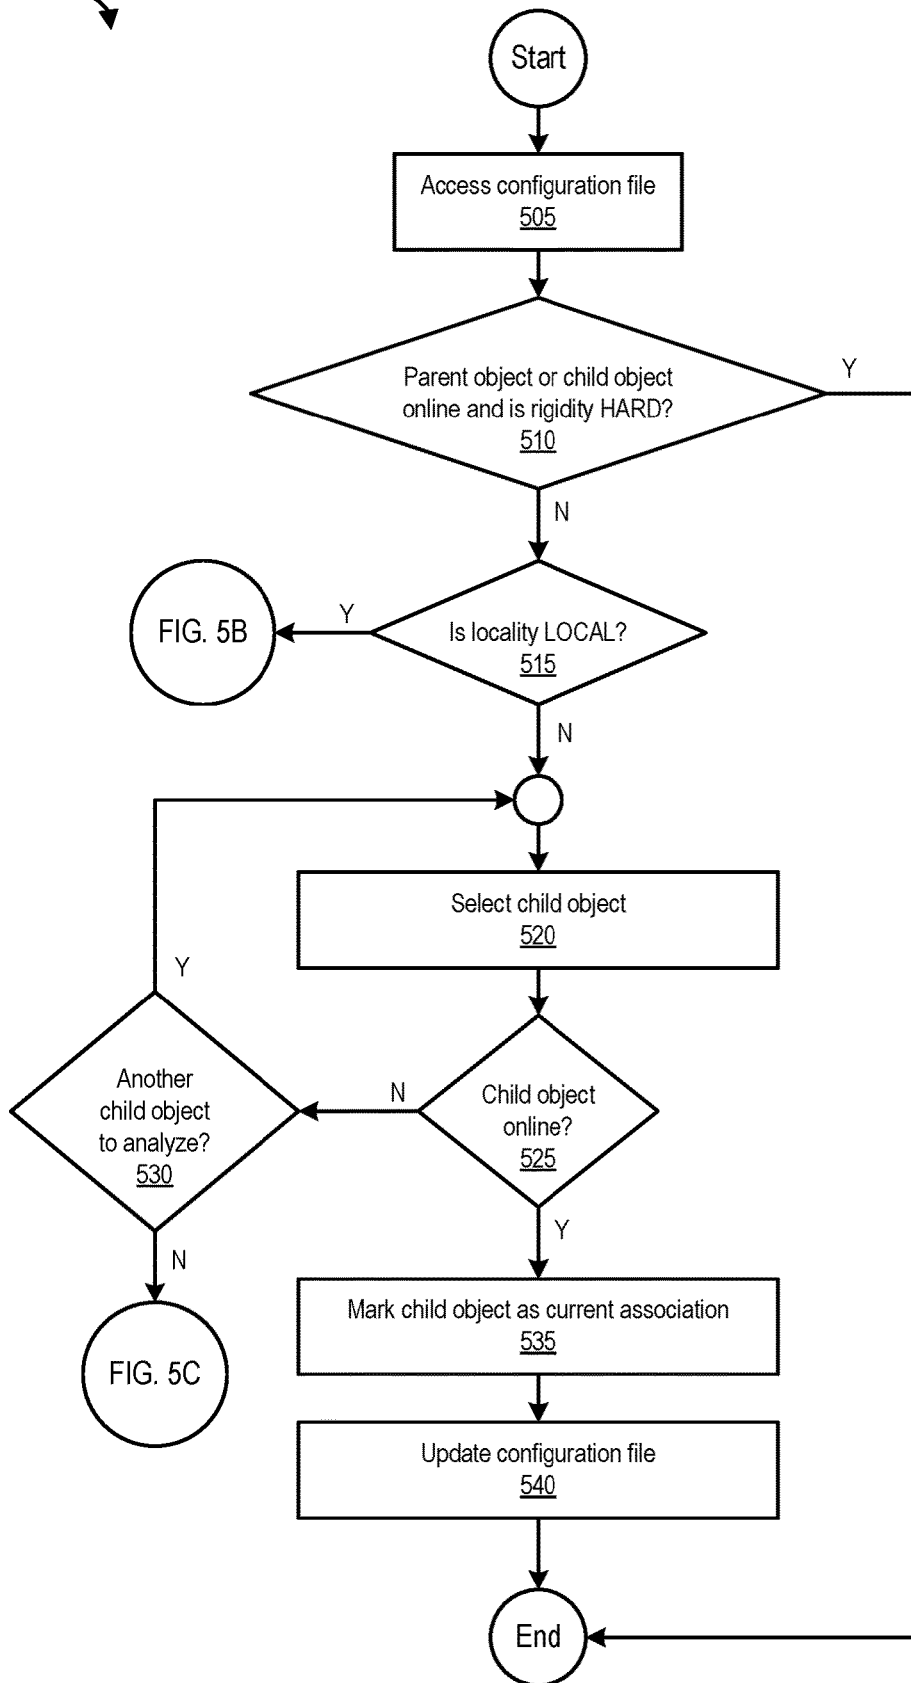 Start
Access configuration file
505
Parent object or child object
online and is rigidity HARD?
510
Y
N
Is locality LOCAL?
515
Y
FIG. 5B
N
Select child object
520
Y
Another
child object
to analyze?
530
N
Child object
online?
525
Y
N
Mark child object as current association
535
FIG. 5C
Update configuration file
540
End